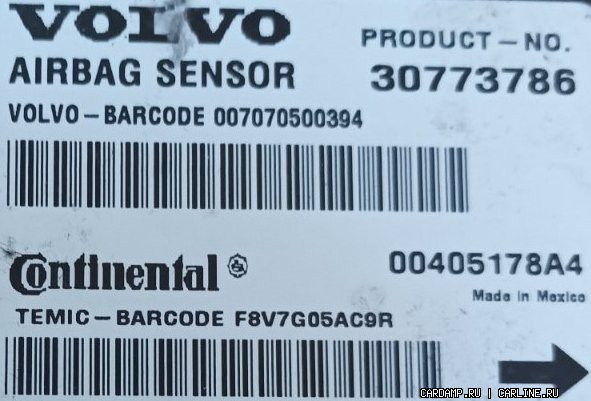 VOLVO
PRODUCT-NO.
AIRBAG SENSOR
30773786
VOLVO-BARCODE 007070500394
Continental
00405178A4
Made in Mexico
TEMIC-BARCODE F8V7G05AC9R
CARDAMP.RU | CARLINE.RU